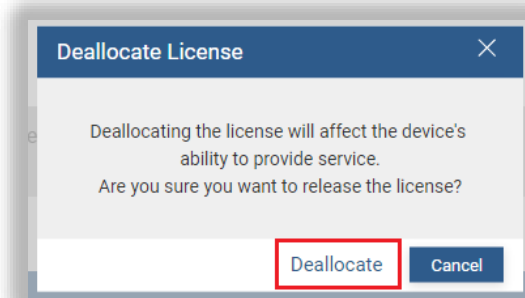 Deallocate License
Deallocating the license will affect the device's
ability to provide service.
Are you sure you want to release the license?
Deallocate
Cancel